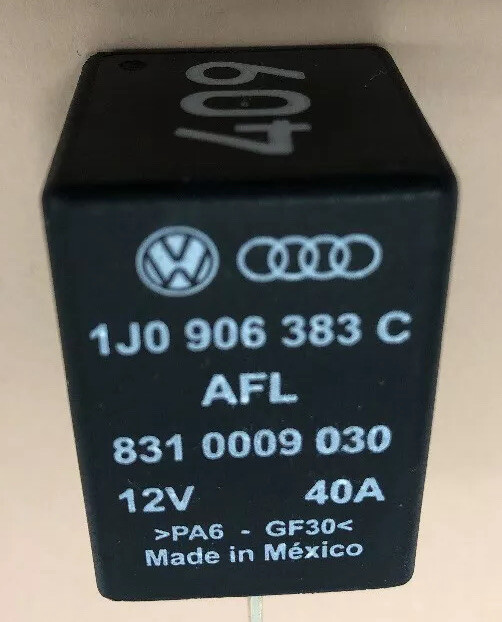 409
1J0 906 383 C
AFL
831 0009 030
12V 40A
>PA6 - GF30<
Made in México